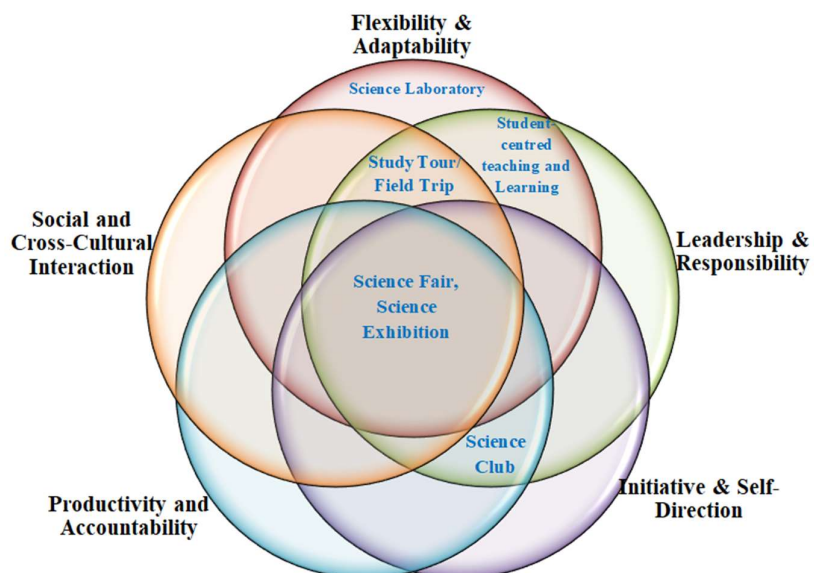 Flexibility &
Adaptability
Science Laboratory
Student-
centred
teaching and
Learning
Study Tour/
Field Trip
Social and
Cross-Cultural
Interaction
Leadership &
Responsibility
Science Fair,
Science
Exhibition
Science
Club
Productivity and
Accountability
Initiative & Self-
Direction